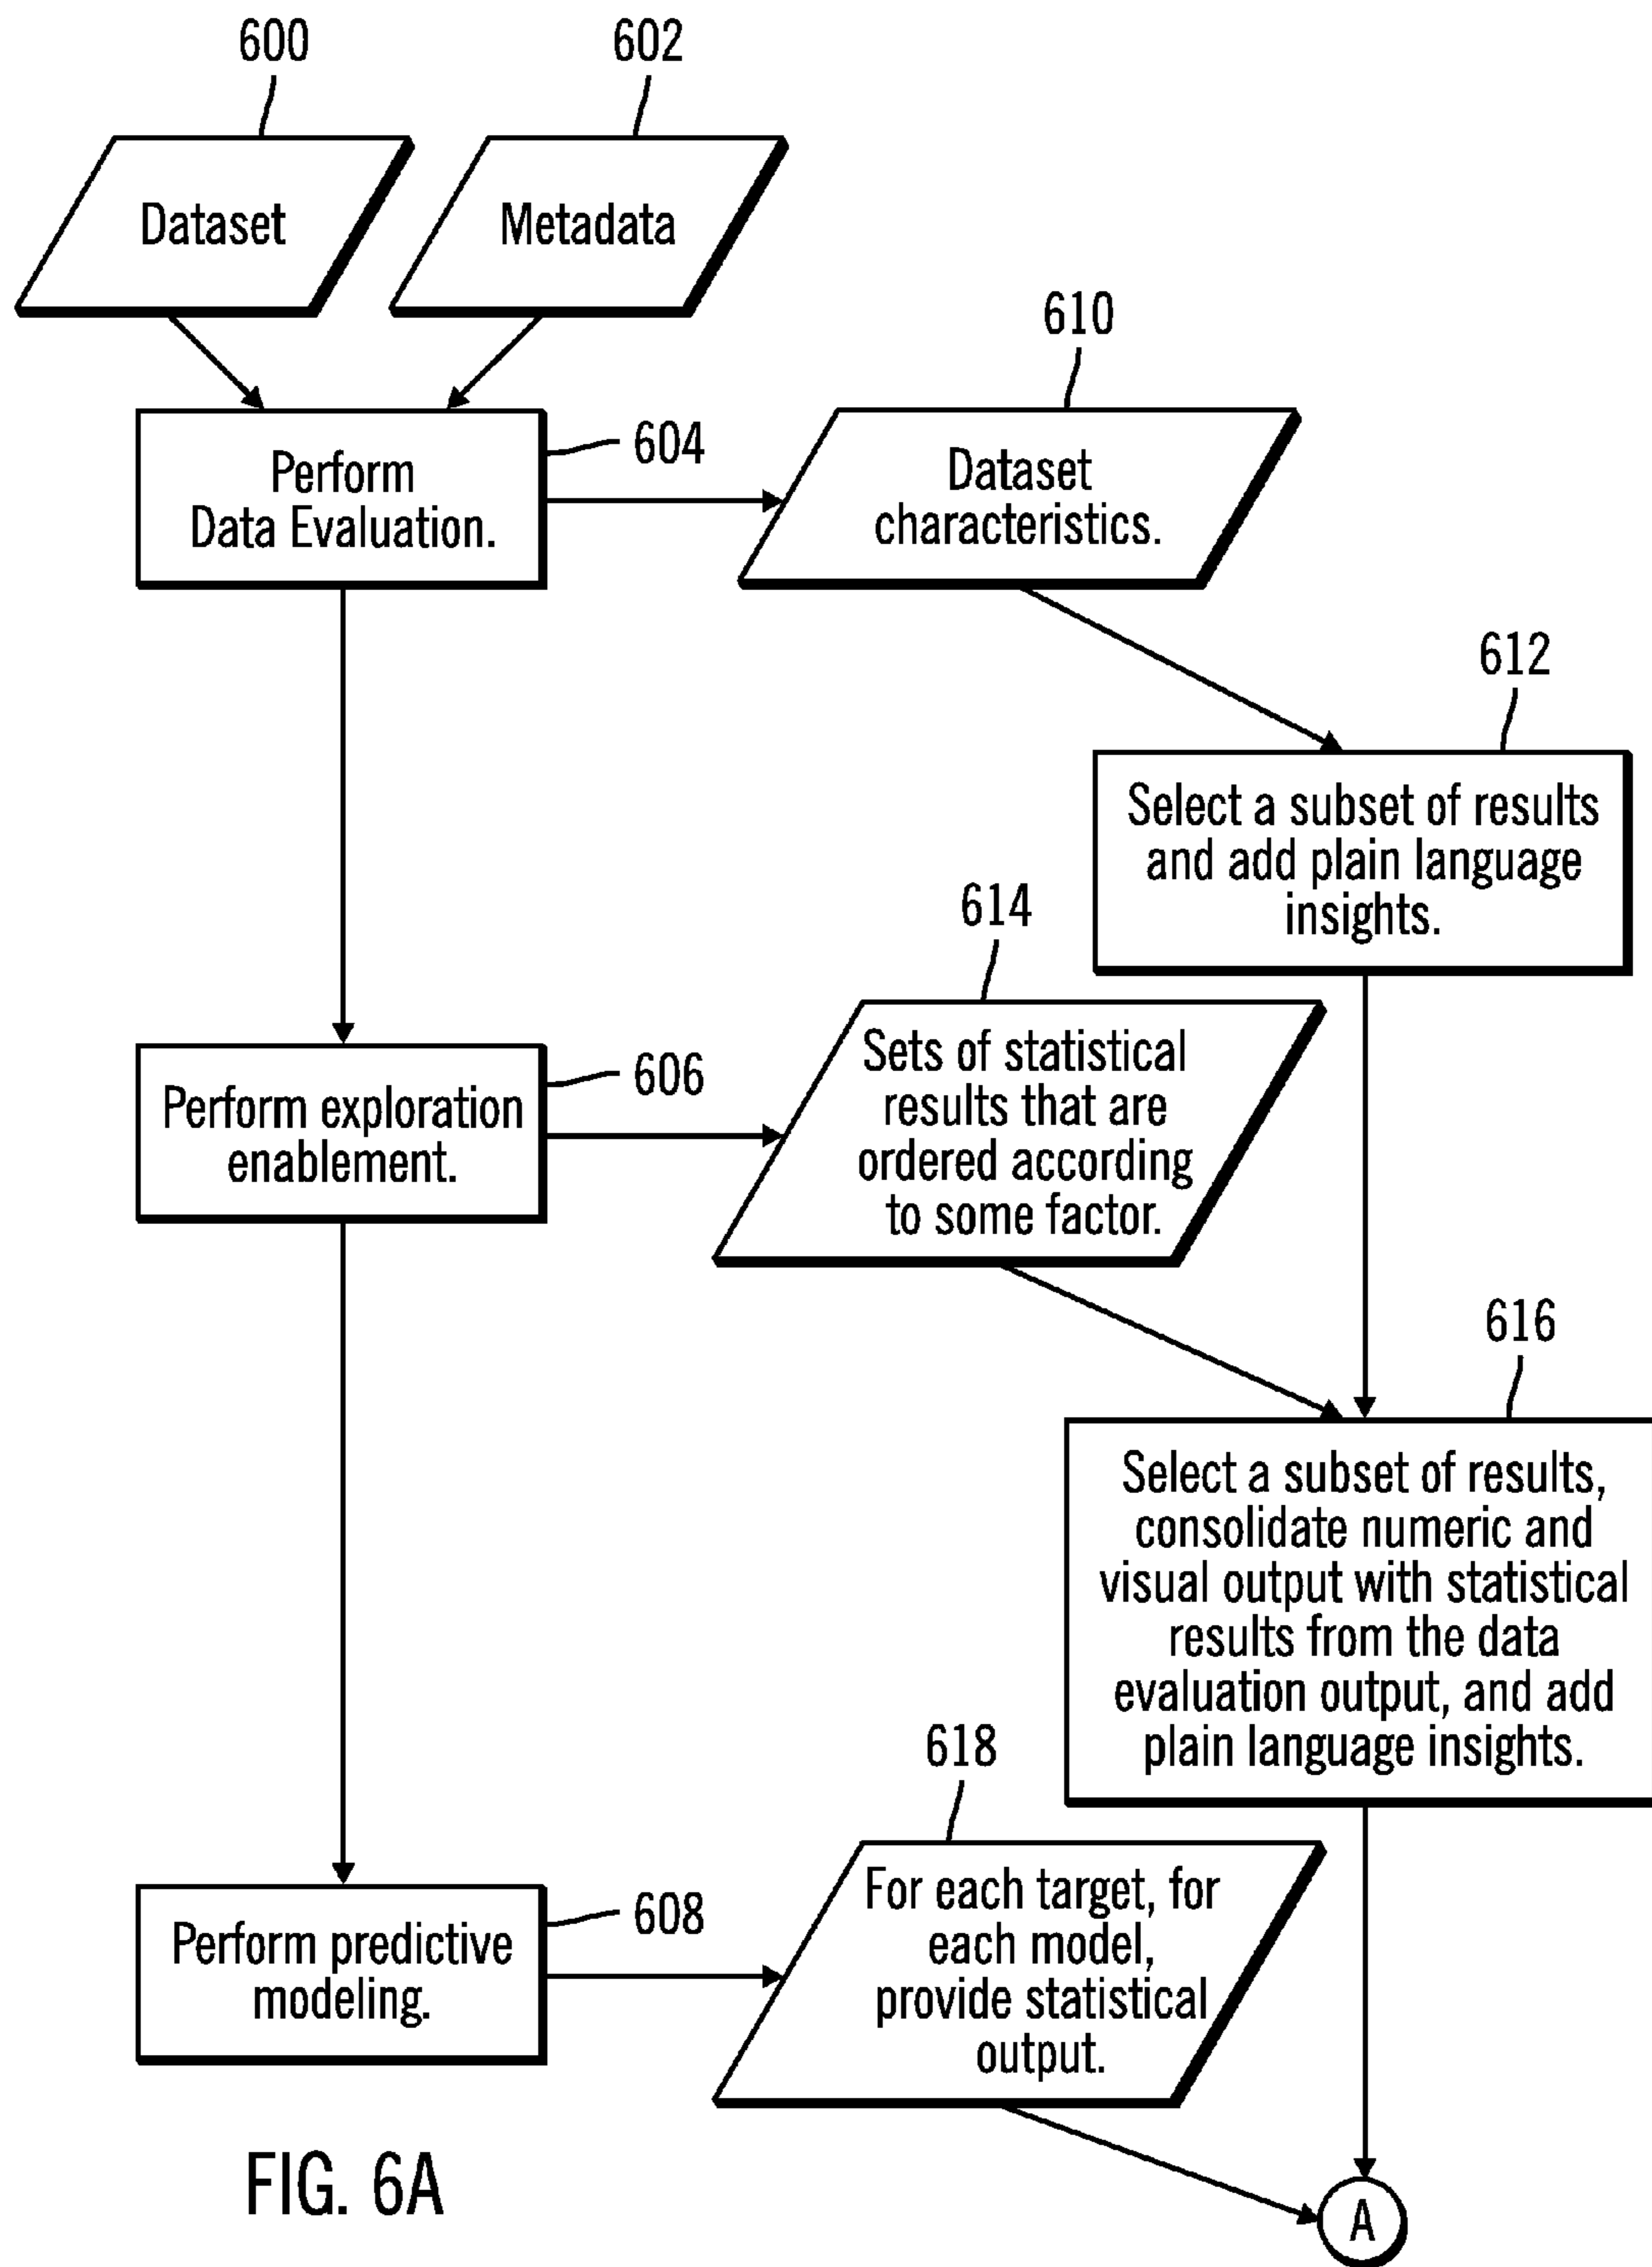 600
602
Dataset
Metadata
610
604
Perform
Data Evaluation.
Dataset
characteristics.
612
Select a subset of results
and add plain language
insights.
614
606
Perform exploration
enablement.
Sets of statistical
results that are
ordered according
to some factor.
616
Select a subset of results,
consolidate numeric and
visual output with statistical
results from the data
evaluation output, and add
plain language insights.
618
608
Perform predictive
modeling.
For each target, for
each model,
provide statistical
output.
FIG. 6A
A